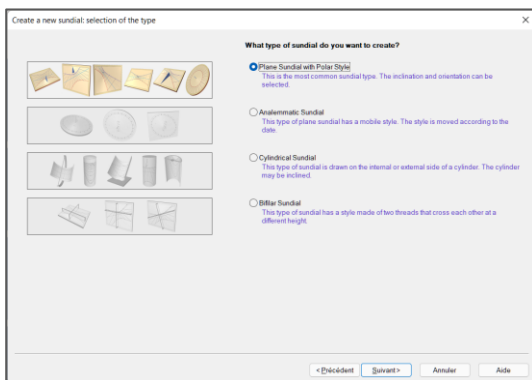 Create a new sundial: selection of the type
What type of sundial do you want to create?
Plane Sundial with Polar Style
This is the most common sundial type. The inclination and orientation can be
selected.
Analemmatic Sundial
This type of plane sundial has a mobile style. The style is moved according to the
date.
Cylindrical Sundial
This type of sundial is drawn on the internal or external side of a cylinder. The cylinder
may be inclined.
Bifilar Sundial
This type of sundial has a style made of two threads that cross each other at a
different height.
< Précédent
Suivant >
Annuler
Aide